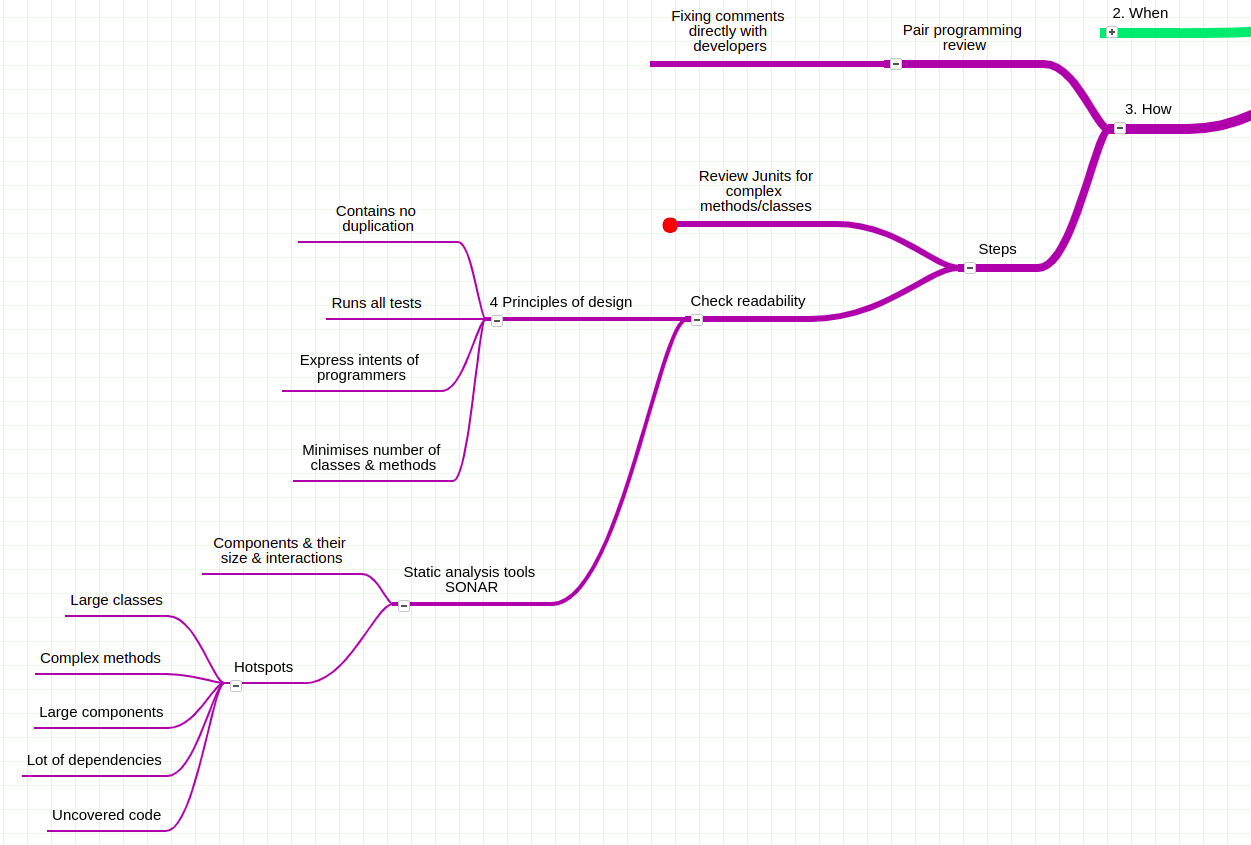 2. When
Fixing comments
directly with
developers
Pair programming
review
3. How
Review Junits for
complex
methods/classes
Steps
Contains no
duplication
Runs all tests
4 Principles of design
Check readability
Express intents of
programmers
Minimises number of
classes & methods
Components & their
size & interactions
Static analysis tools
SONAR
Large classes
Complex methods
Hotspots
Large components
Lot of dependencies
Uncovered code